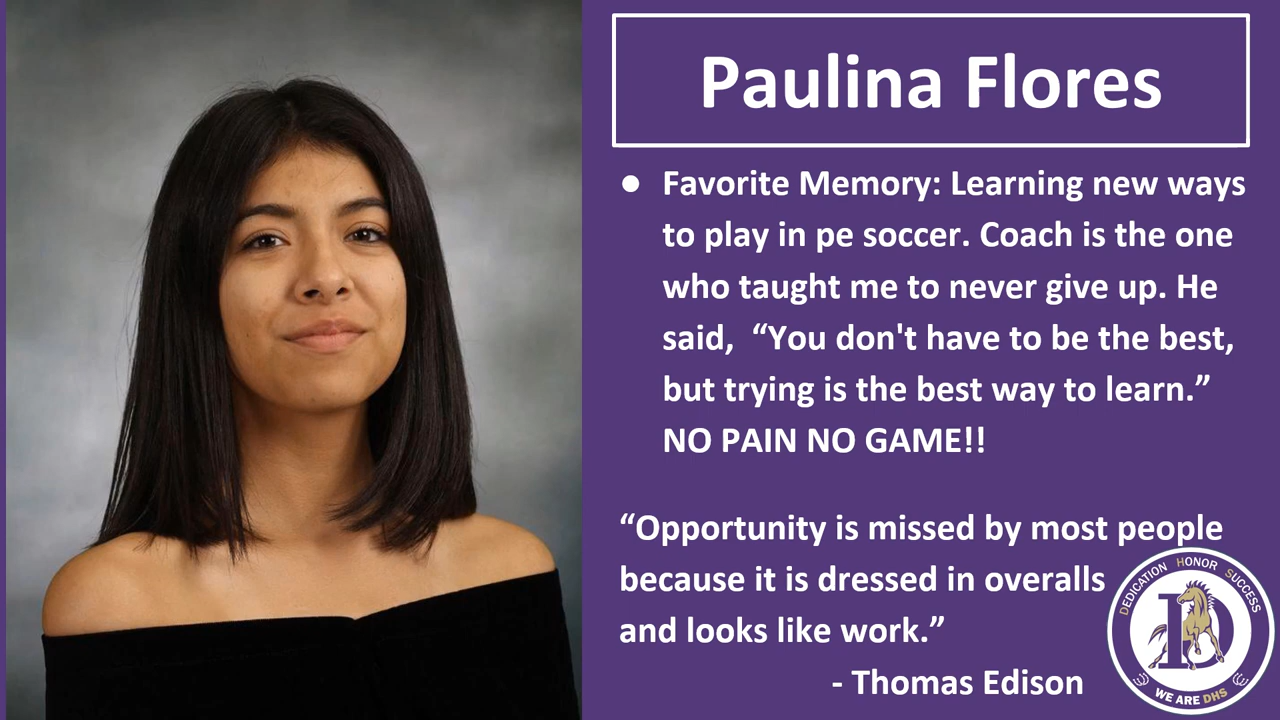 Paulina Flores
● Favorite Memory: Learning new ways
to play in pe soccer. Coach is the one
who taught me to never give up. He
said,  “You don't have to be the best,
but trying is the best way to learn.”
NO PAIN NO GAME!!
“Opportunity is missed by most people
because it is dressed in overalls
and looks like work.”
- Thomas Edison
DEDICATION HONOR SUCCESS
D
WE ARE DHS